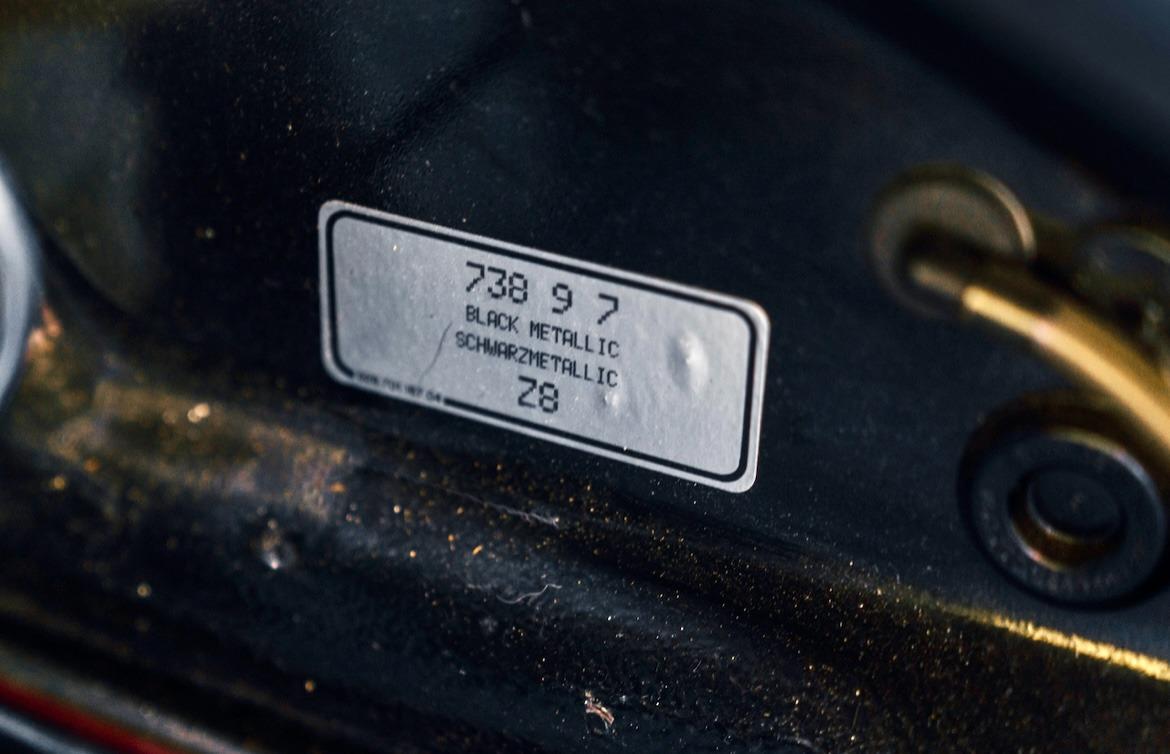 738 9 7
BLACK METALLIC
SCHWARZMETALLIC
Z8